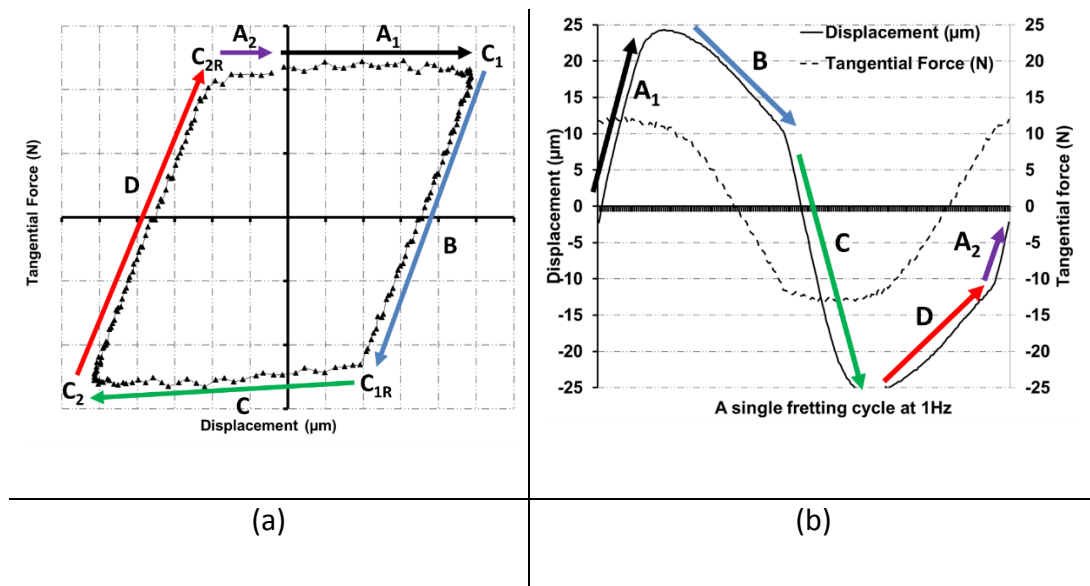 A2
A1
C2R
C1
D
B
C2
C1R
C
Tangential Force (N)
Displacement (µm)
(a)
25
20
15
10
5
0
-5
-10
-15
-20
-25
Displacement (µm)
Displacement (µm)
Tangential Force (N)
A1
B
C
D
A2
25
20
15
10
5
0
-5
-10
-15
-20
-25
Tangential force (N)
A single fretting cycle at 1Hz
(b)